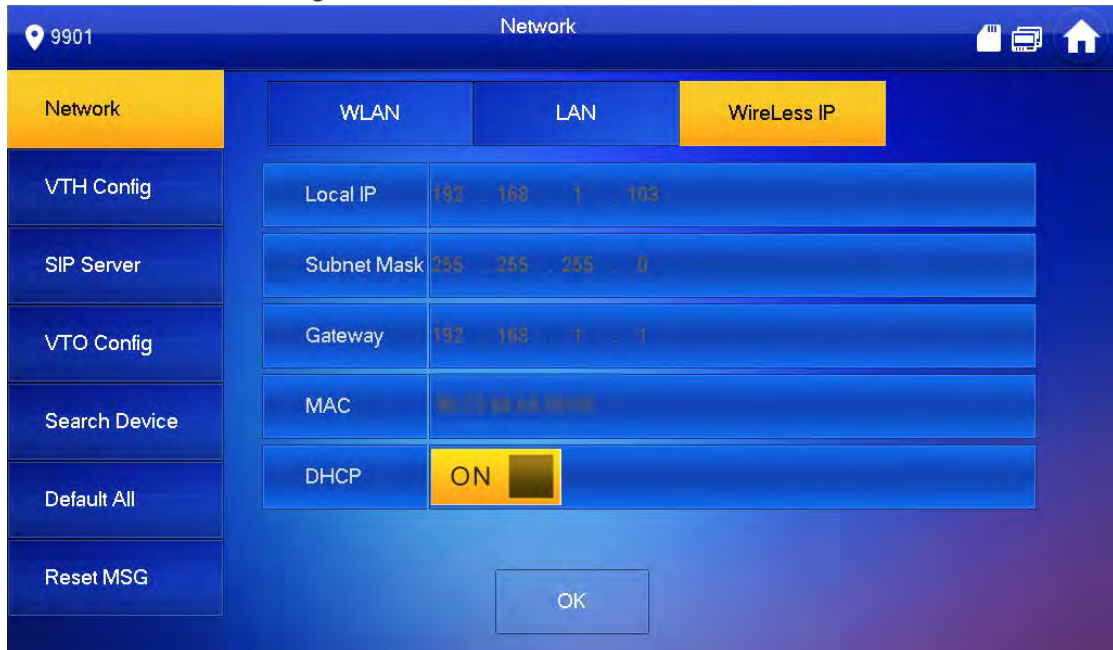 9901
Network
Network
VTH Config
SIP Server
VTO Config
Search Device
Default All
Reset MSG
WLAN
LAN
WireLess IP
Local IP 192 . 168 . 1 . 103
Subnet Mask 255 . 255 . 255 . 0
Gateway 192 . 168 . 1 . 1
MAC
DHCP ON
OK